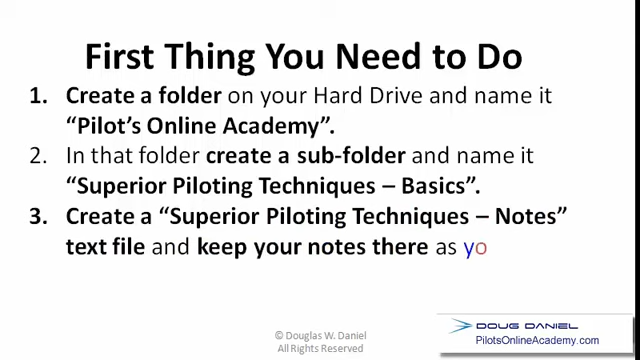 First Thing You Need to Do
1. Create a folder on your Hard Drive and name it
“Pilot’s Online Academy”.
2. In that folder create a sub-folder and name it
“Superior Piloting Techniques – Basics”.
3. Create a “Superior Piloting Techniques – Notes”
text file and keep your notes there as yo
© Douglas W. Daniel
All Rights Reserved
DOUG DANIEL
PilotsOnlineAcademy.com